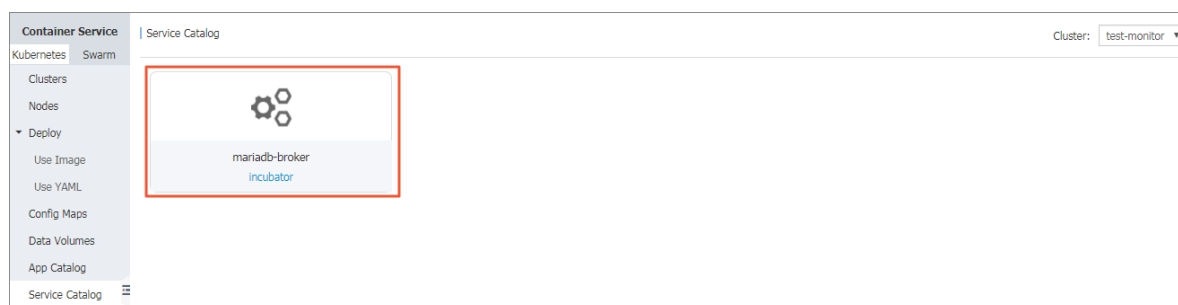 Container Service
Kubernetes Swarm
Clusters
Nodes
Deploy
Use Image
Use YAML
Config Maps
Data Volumes
App Catalog
Service Catalog
Service Catalog
Cluster: test-monitor
mariadb-broker
incubator